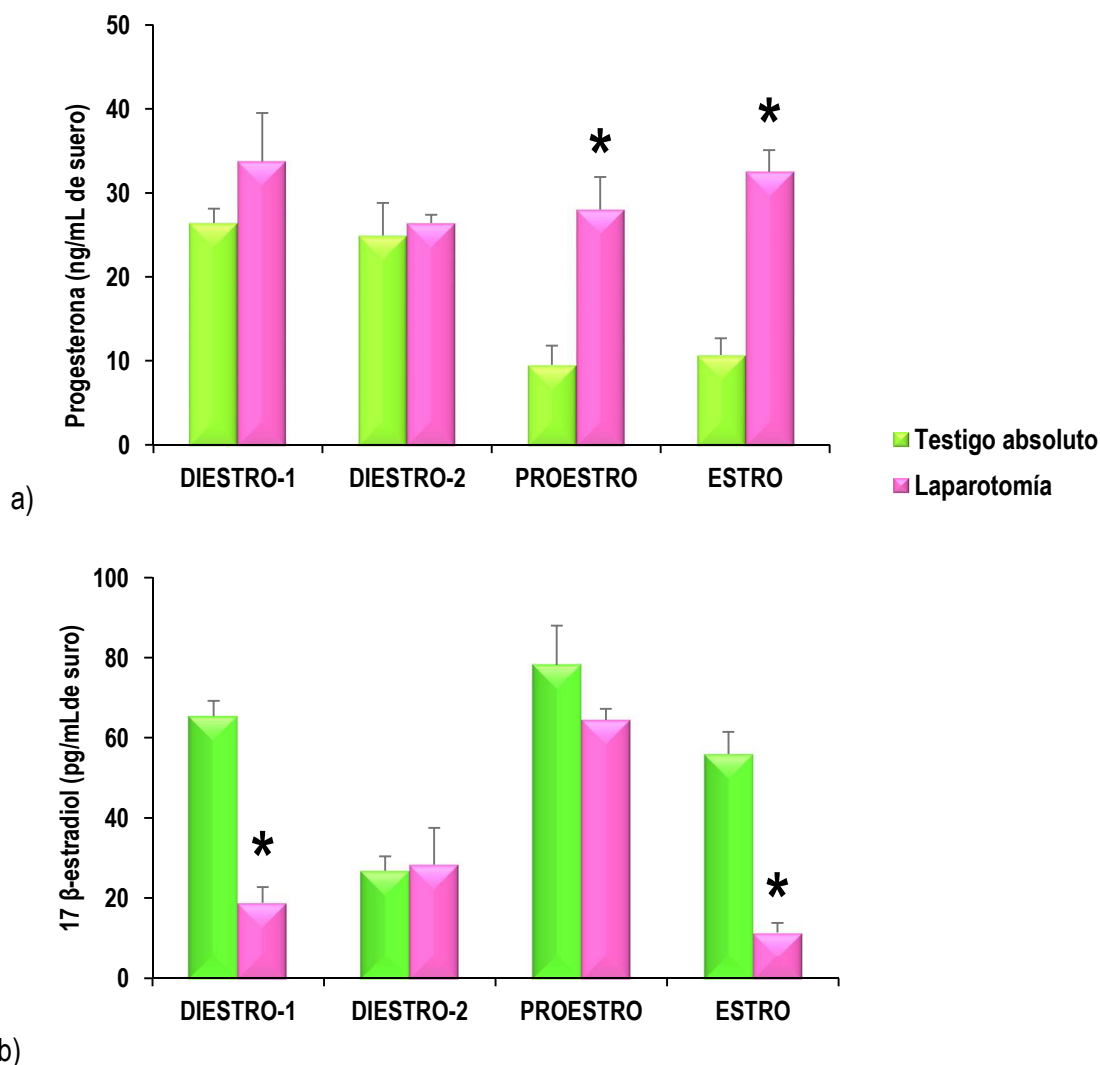 50
40
30
20
10
0
Progesterona (ng/mL de suero)
*
*
DIESTRO-1 DIESTRO-2 PROESTRO ESTRO
a)
Testigo absoluto
Laparotomía
100
80
60
40
20
0
17 β-estradiol (pg/mLde suro)
*
*
DIESTRO-1 DIESTRO-2 PROESTRO ESTRO
b)